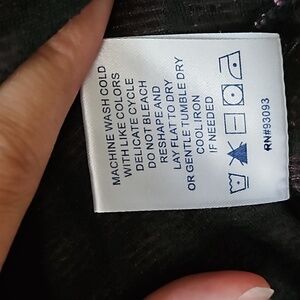 MACHINE WASH COLD
WITH LIKE COLORS
DELICATE CYCLE
DO NOT BLEACH
RESHAPE AND
LAY FLAT TO DRY
OR GENTLE TUMBLE DRY
COOL IRON
IF NEEDED
RN#93093